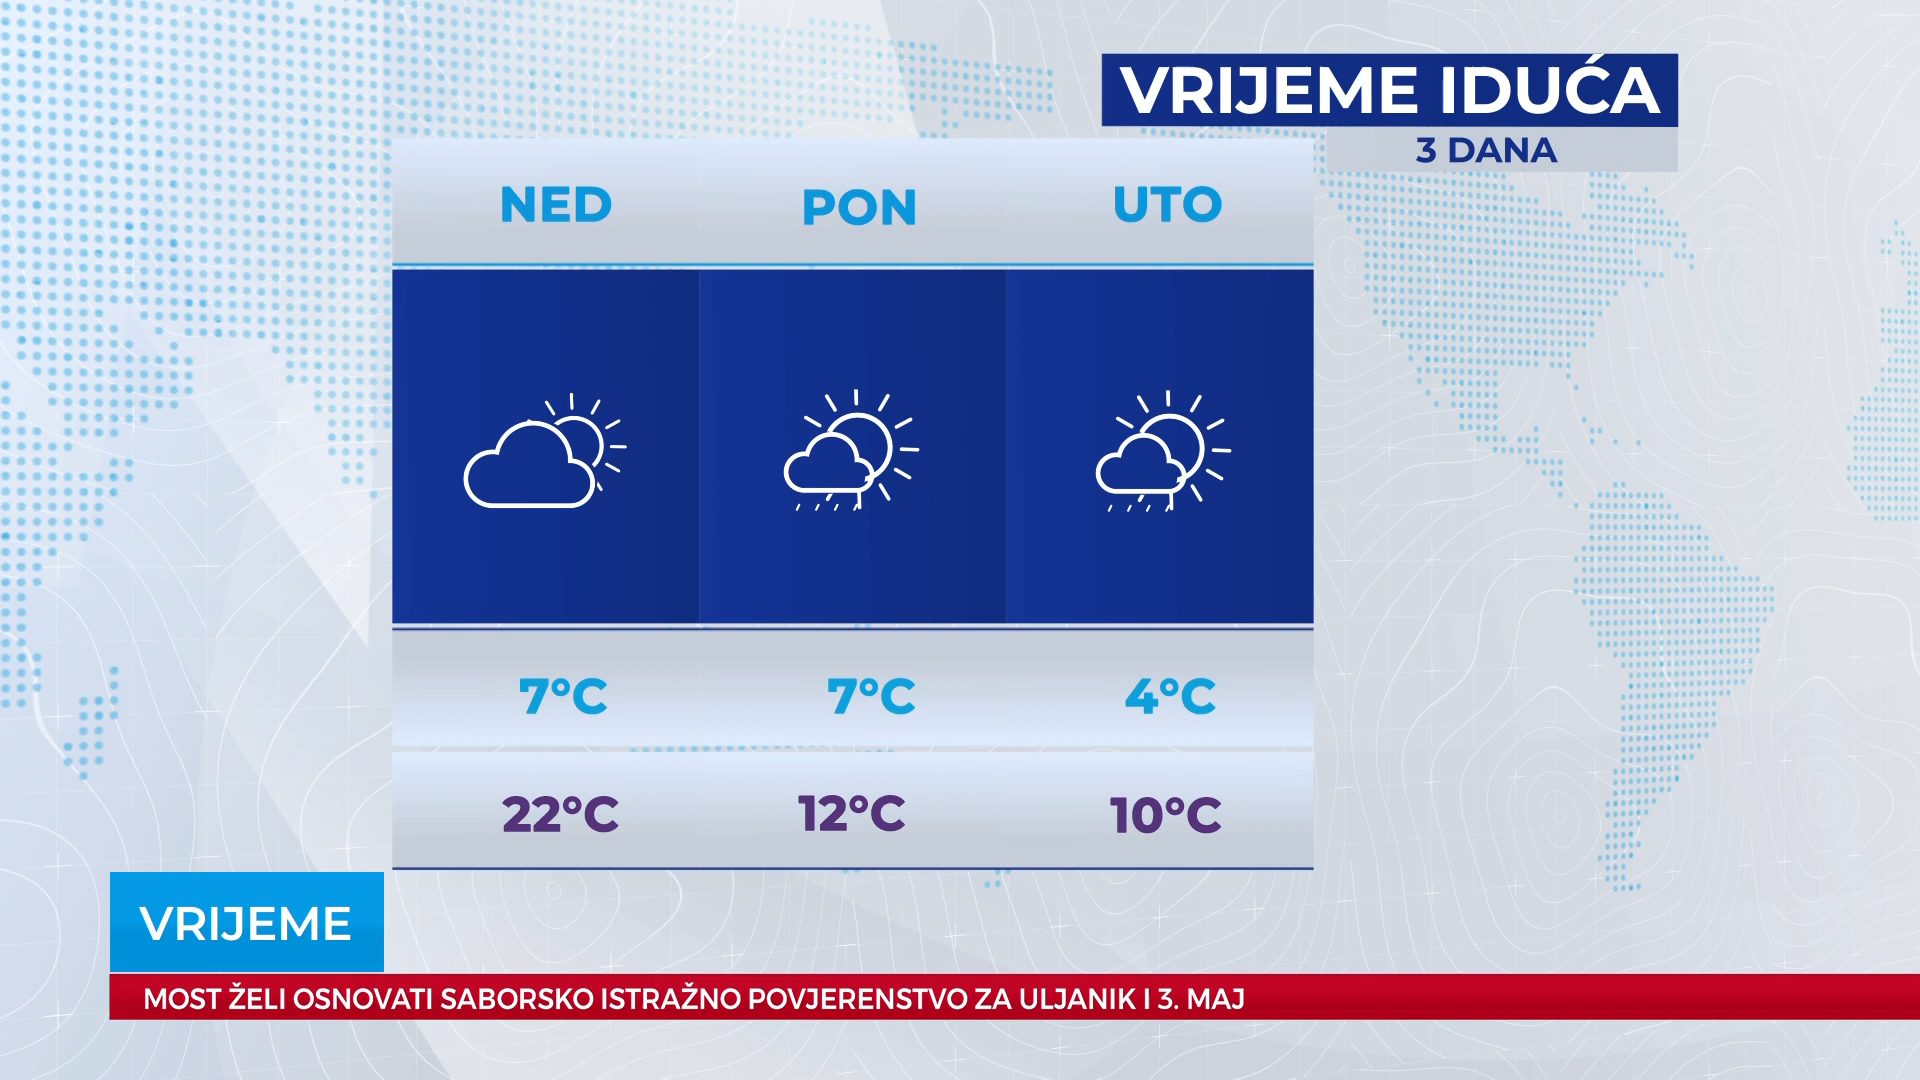 VRIJEME IDUĆA
3 DANA
NED PON UTO
7°C 7°C 4°C
22°C 12°C 10°C
VRIJEME
MOST ŽELI OSNOVATI SABORSKO ISTRAŽNO POVJERENSTVO ZA ULJANIK I 3. MAJ